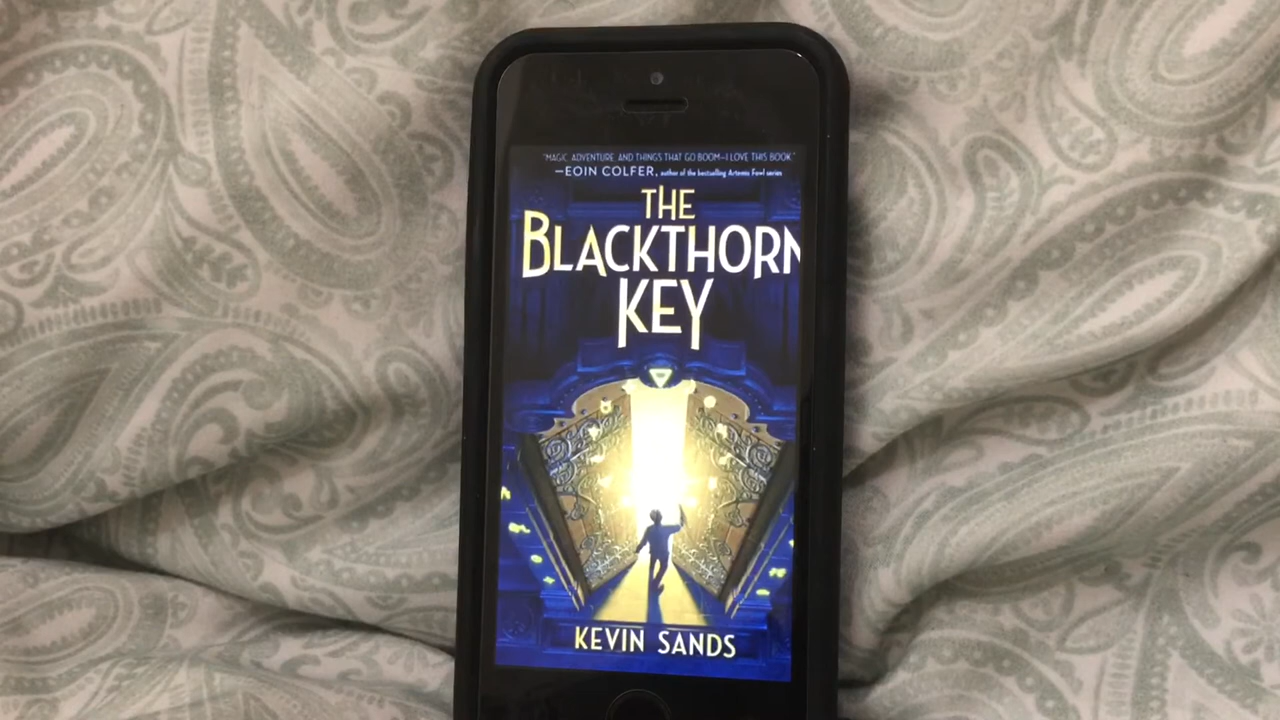 "MAGIC, ADVENTURE, AND THINGS THAT GO BOOM—I LOVE THIS BOOK."
—EOIN COLFER, author of the bestselling Artemis Fowl series
THE
BLACKTHORN
KEY
KEVIN SANDS